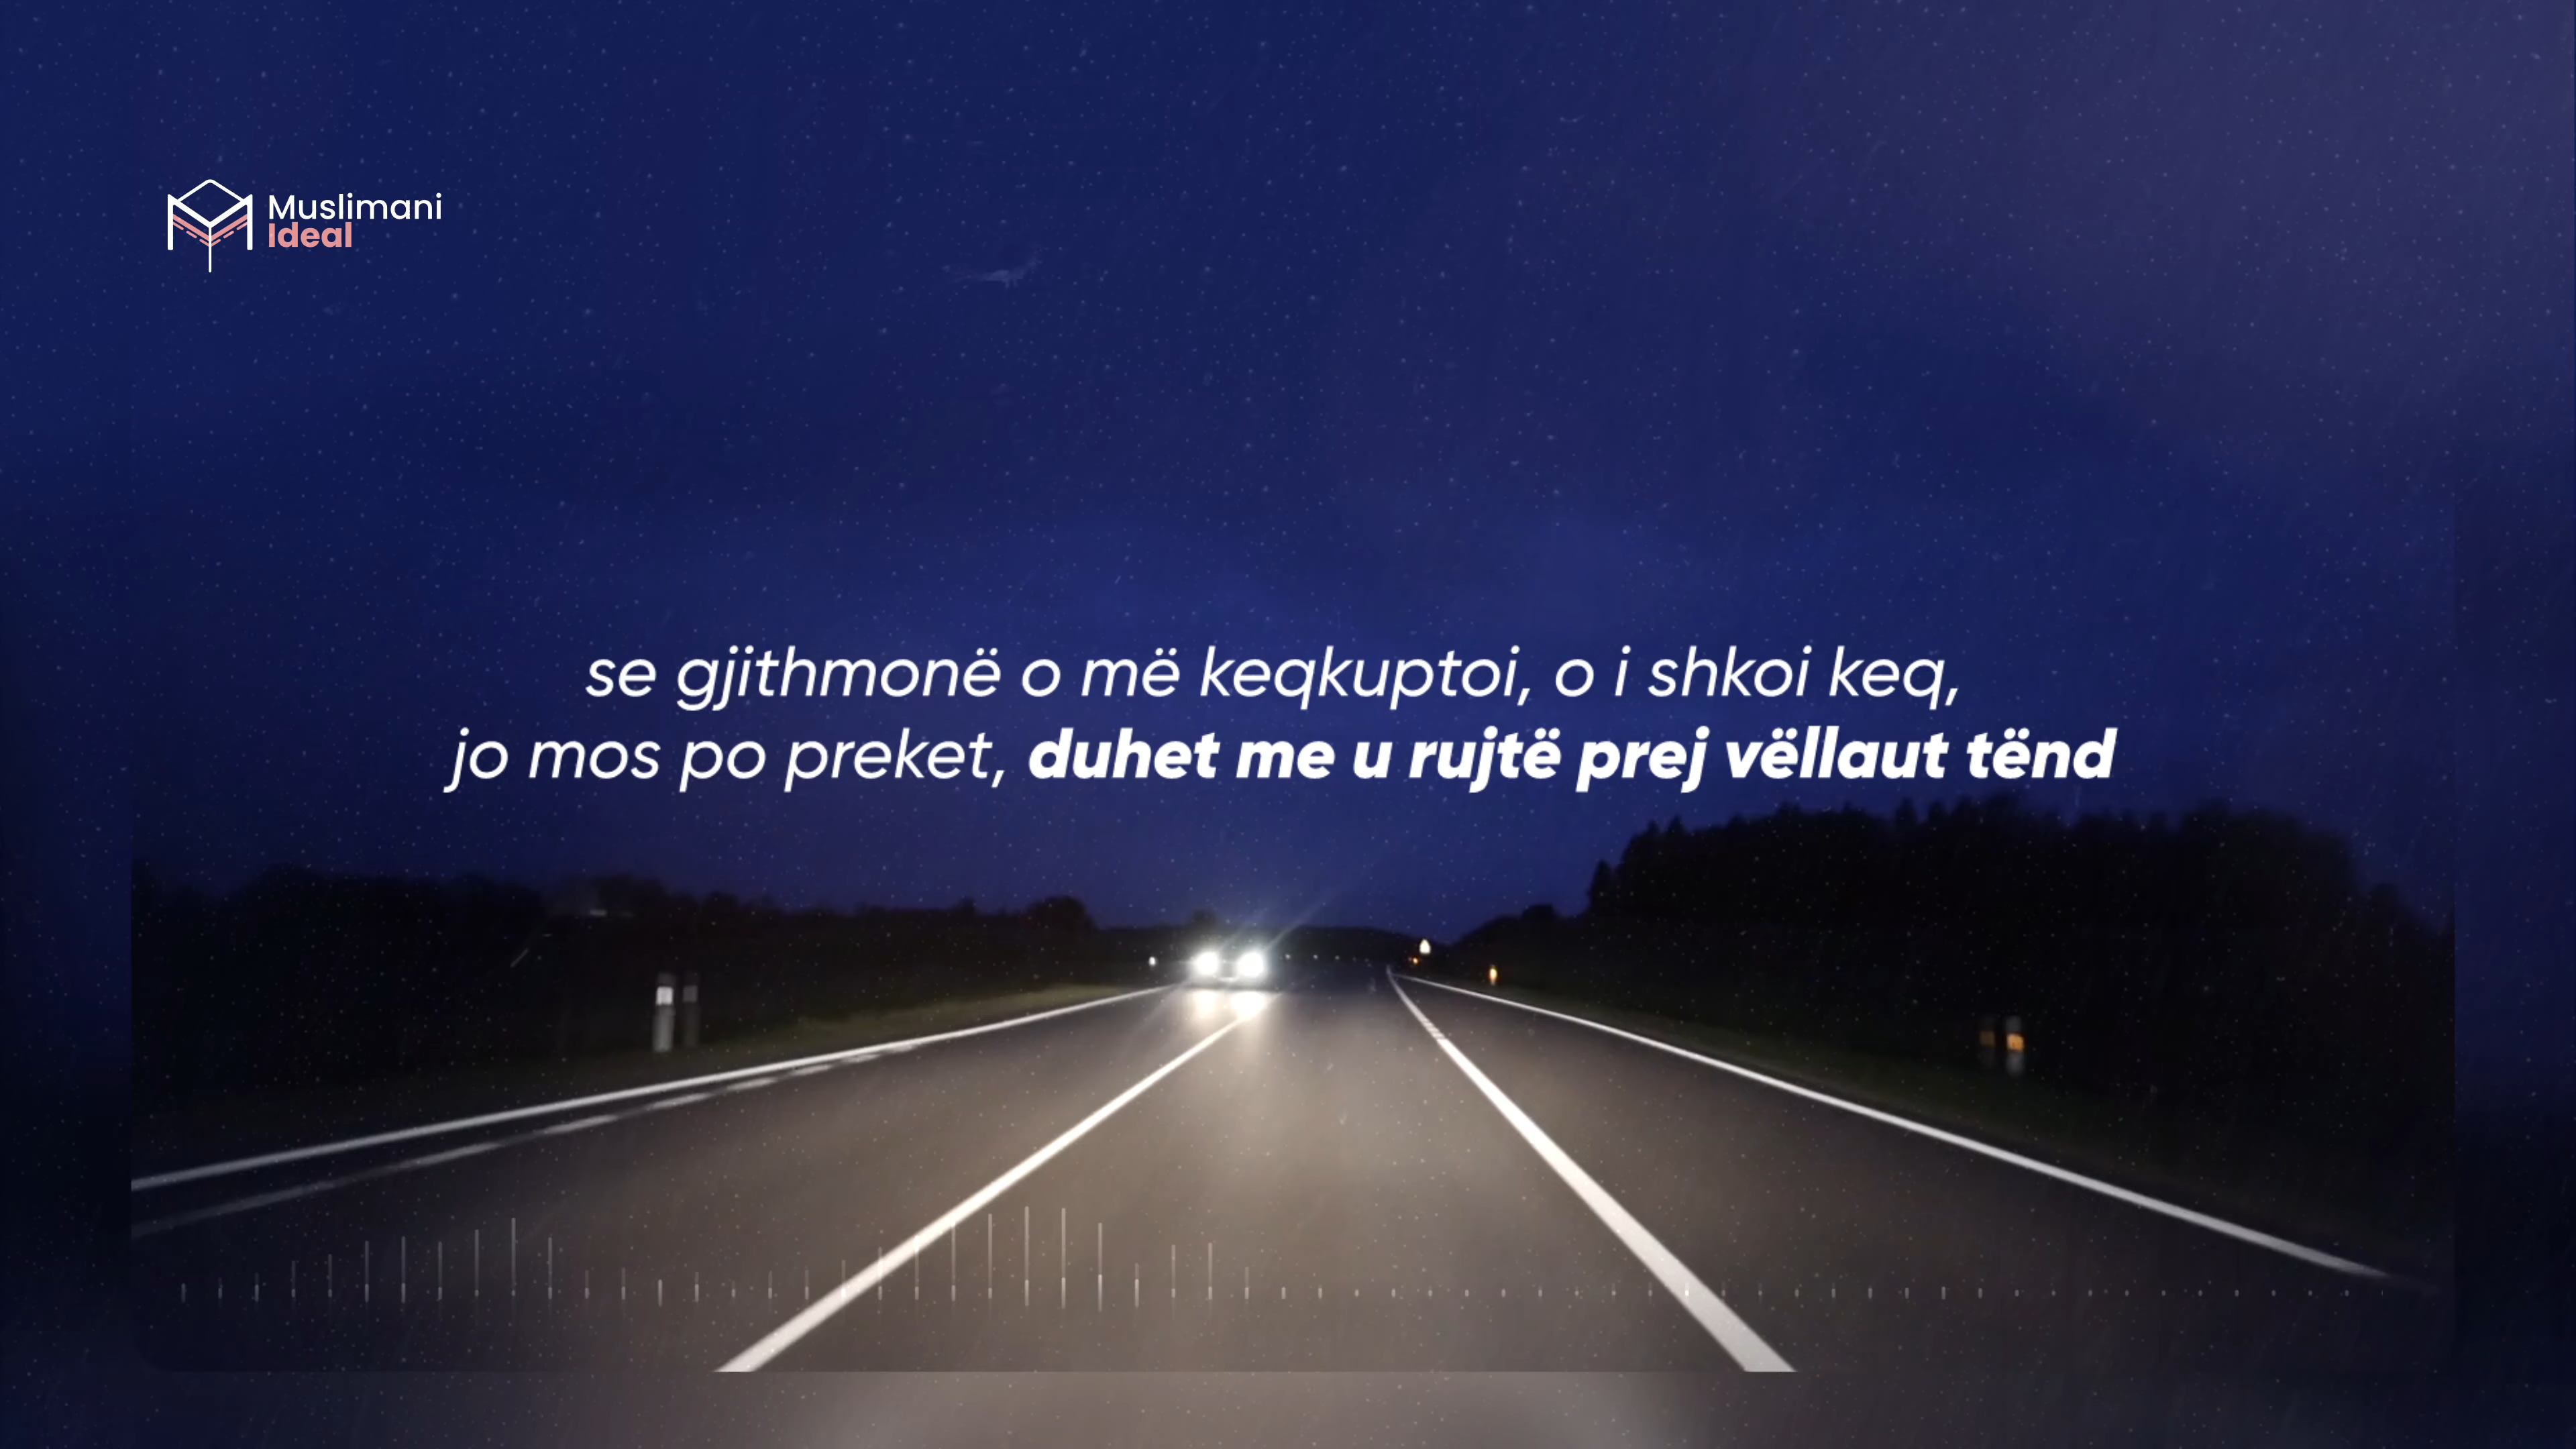 Muslimani
Ideal
se gjithmonë o më keqkuptoi, o i shkoi keq,
jo mos po preket, duhet me u rujtë prej vëllaut tënd